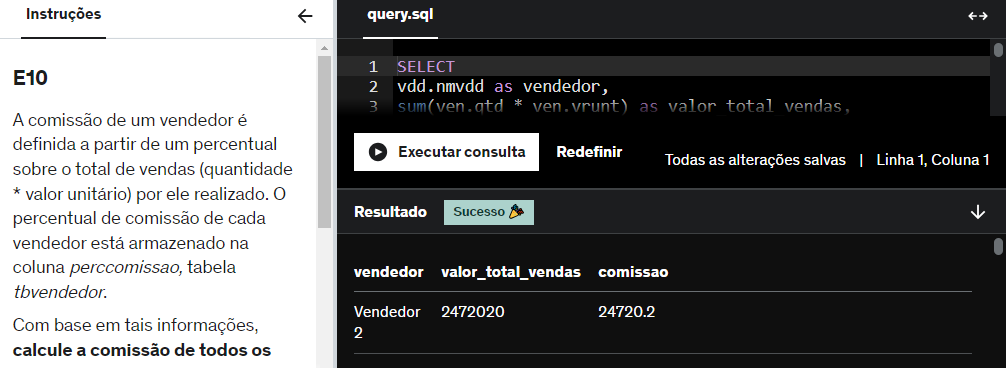 Instruções
E10
A comissão de um vendedor é
definida a partir de um percentual
sobre o total de vendas (quantidade
* valor unitário) por ele realizado. O
percentual de comissão de cada
vendedor está armazenado na
coluna perccomissao, tabela
tbvendedor.
Com base em tais informações,
calcule a comissão de todos os
query.sql
1 SELECT
2 vdd.nmvdd as vendedor,
3 sum(ven.qtd * ven.vrunt) as valor_total_vendas,
Executar consulta Redefinir Todas as alterações salvas | Linha 1, Coluna 1
Resultado Sucesso
vendedor valor_total_vendas comissao
Vendedor 2472020 24720.2
2